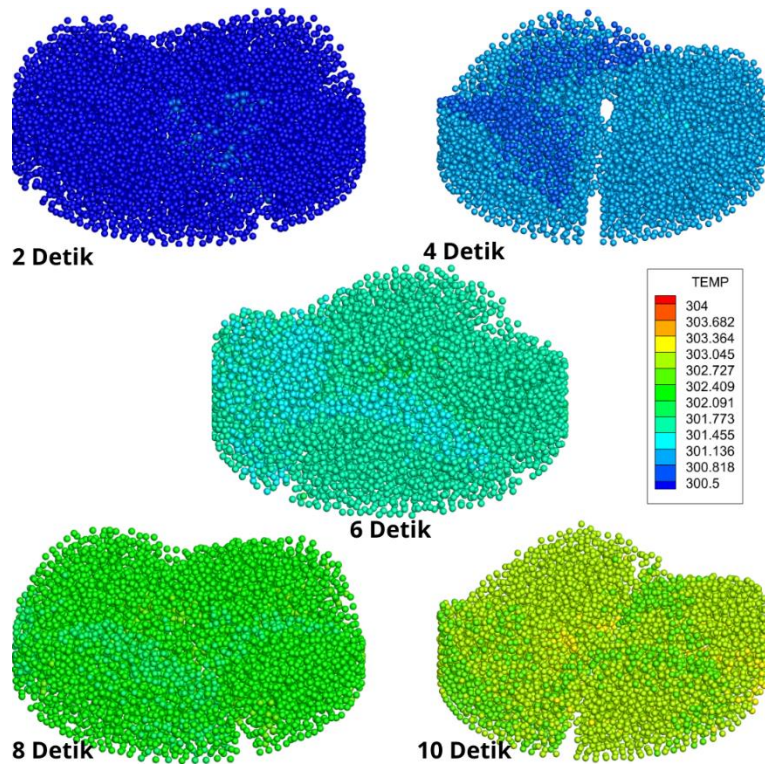 2 Detik
4 Detik
TEMP
304
303.682
303.364
303.045
302.727
302.409
302.091
301.773
301.455
301.136
300.818
300.5
6 Detik
8 Detik
10 Detik